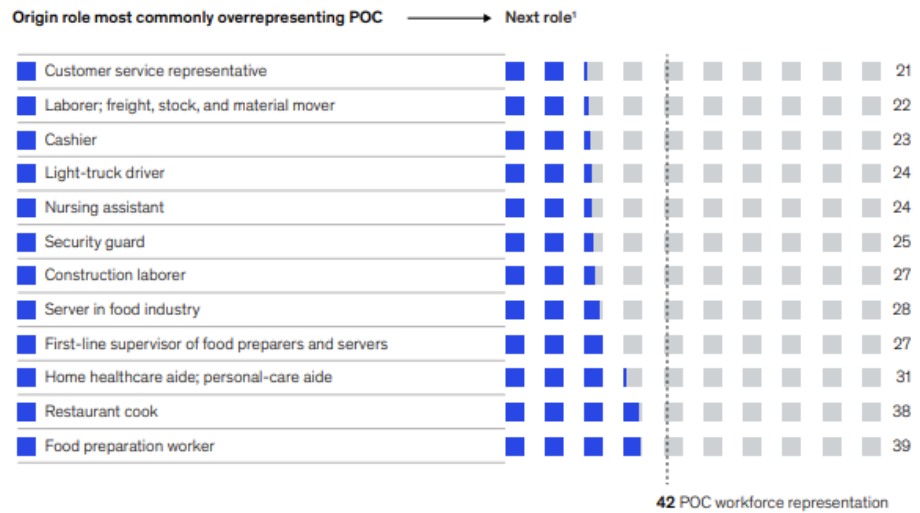 Origin role most commonly overrepresenting POC Next role¹
Customer service representative 21
Laborer; freight, stock, and material mover 22
Cashier 23
Light-truck driver 24
Nursing assistant 24
Security guard 25
Construction laborer 27
Server in food industry 28
First-line supervisor of food preparers and servers 27
Home healthcare aide; personal-care aide 31
Restaurant cook 38
Food preparation worker 39
42 POC workforce representation